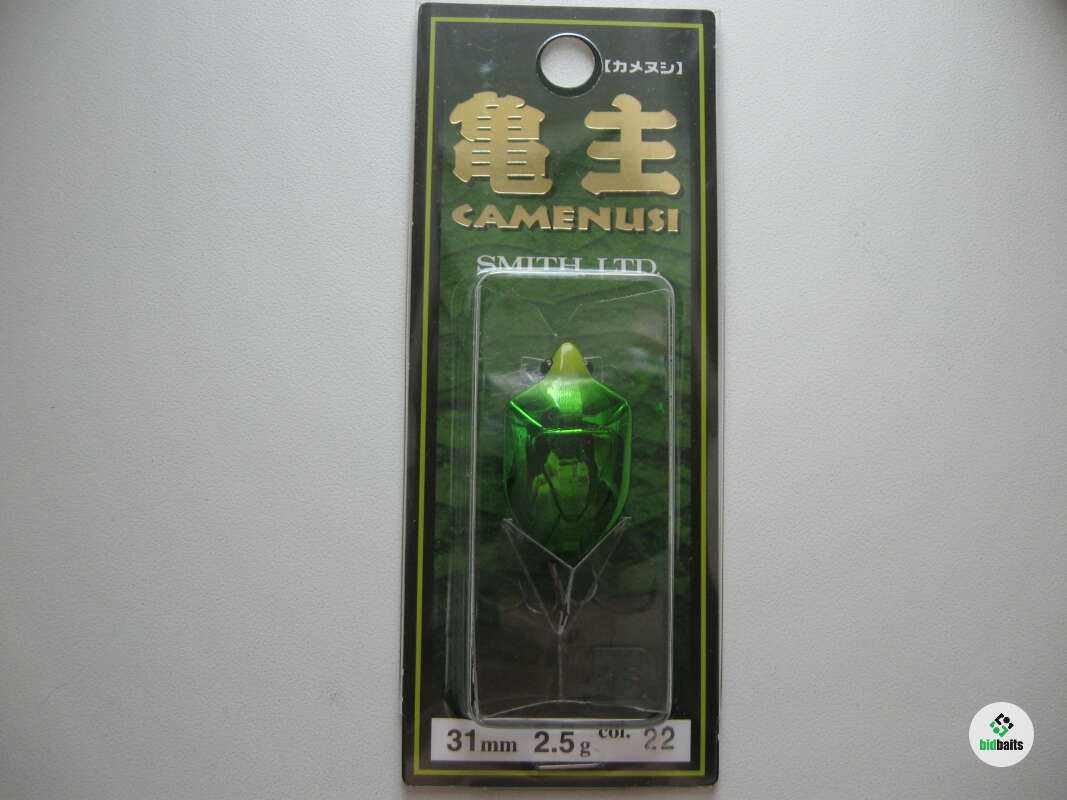 【カメヌシ】
亀主
CAMENUSI
SMITH, LTD.
31mm 2.5g col. 22
bidbaits